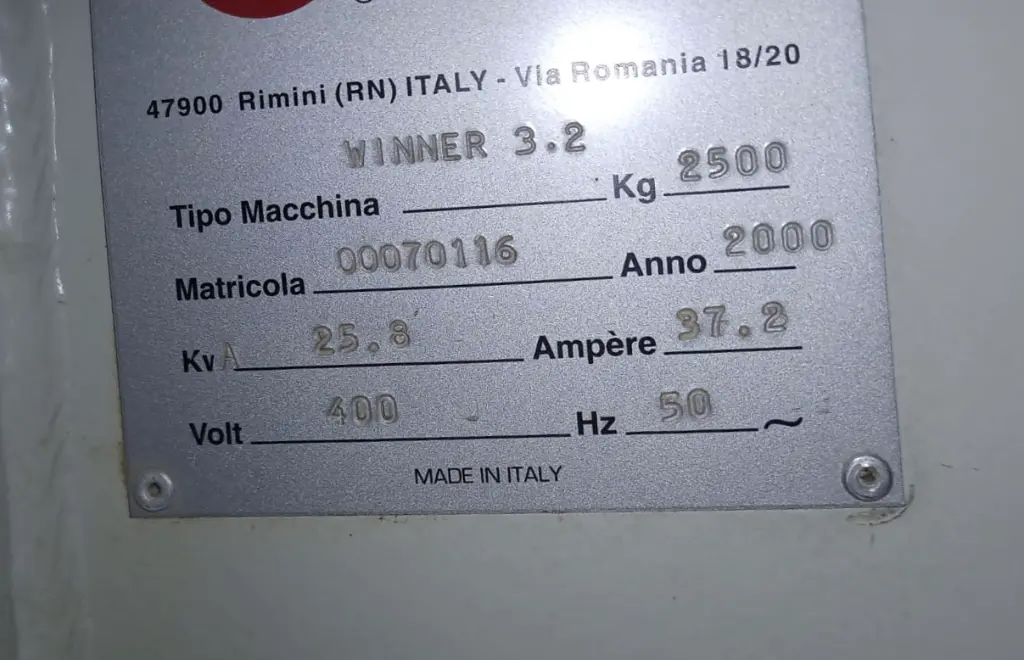 47900 Rimini (RN) ITALY - Via Romania 18/20
WINNER 3.2
Tipo Macchina Kg 2500
Matricola 00070116 Anno 2000
KvA 25.8 Ampère 37.2
Volt 400 Hz 50 ~
MADE IN ITALY